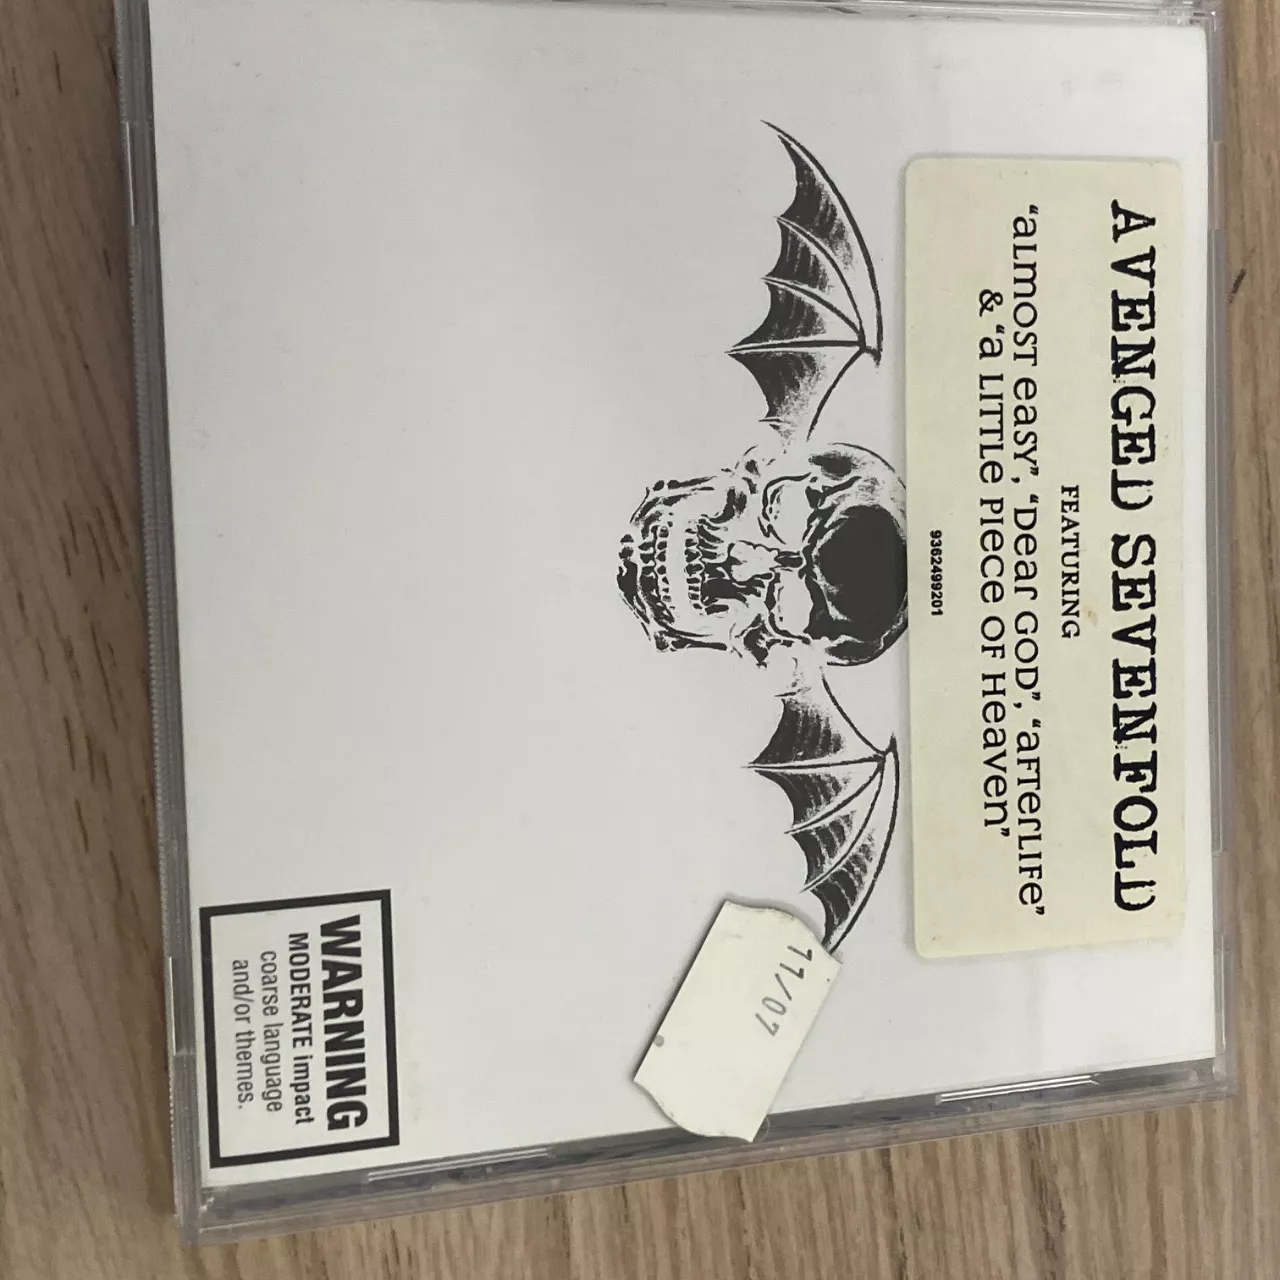 AVENGED SEVENFOLD
FEATURING
"aLMOST easy", "Dear GOD", "aFTerLIFe"
& "a LITTLe PIeCe OF Heaven"
9362499201
11/07
WARNING
MODERATE impact
coarse language
and/or themes.